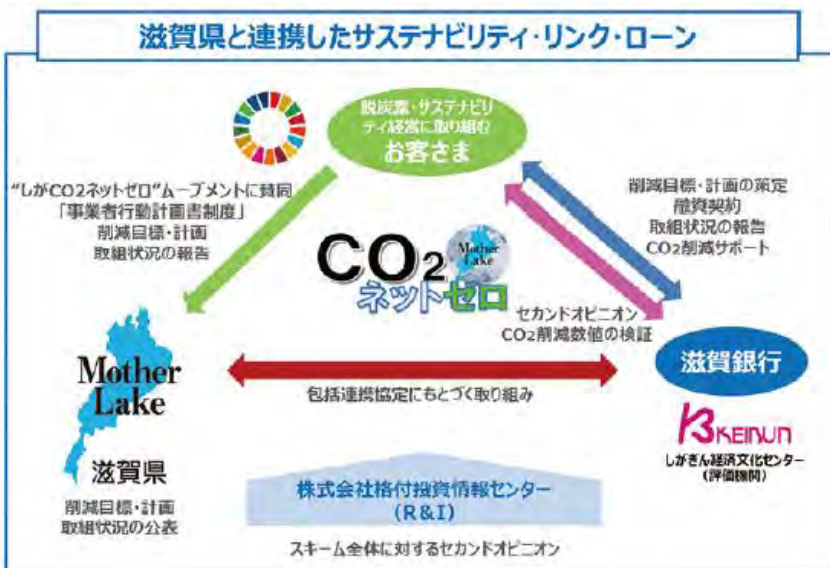 滋賀県と連携したサステナビリティ・リンク・ローン
脱炭素・サステナビリ
ティ経営に取り組む
お客さま
“しがCO2ネットゼロ”ムーブメントに賛同
「事業者行動計画書制度」
削減目標・計画
取組状況の報告
削減目標・計画の策定
融資契約
取組状況の報告
CO2削減サポート
CO2
Mother
Lake
ネットゼロ
セカンドオピニオン
CO2削減数値の検証
Mother
Lake
滋賀県
削減目標・計画
取組状況の公表
包括連携協定にもとづく取り組み
滋賀銀行
KEIBUN
しがぎん経済文化センター
(評価機関)
株式会社格付投資情報センター
(R&I)
スキーム全体に対するセカンドオピニオン